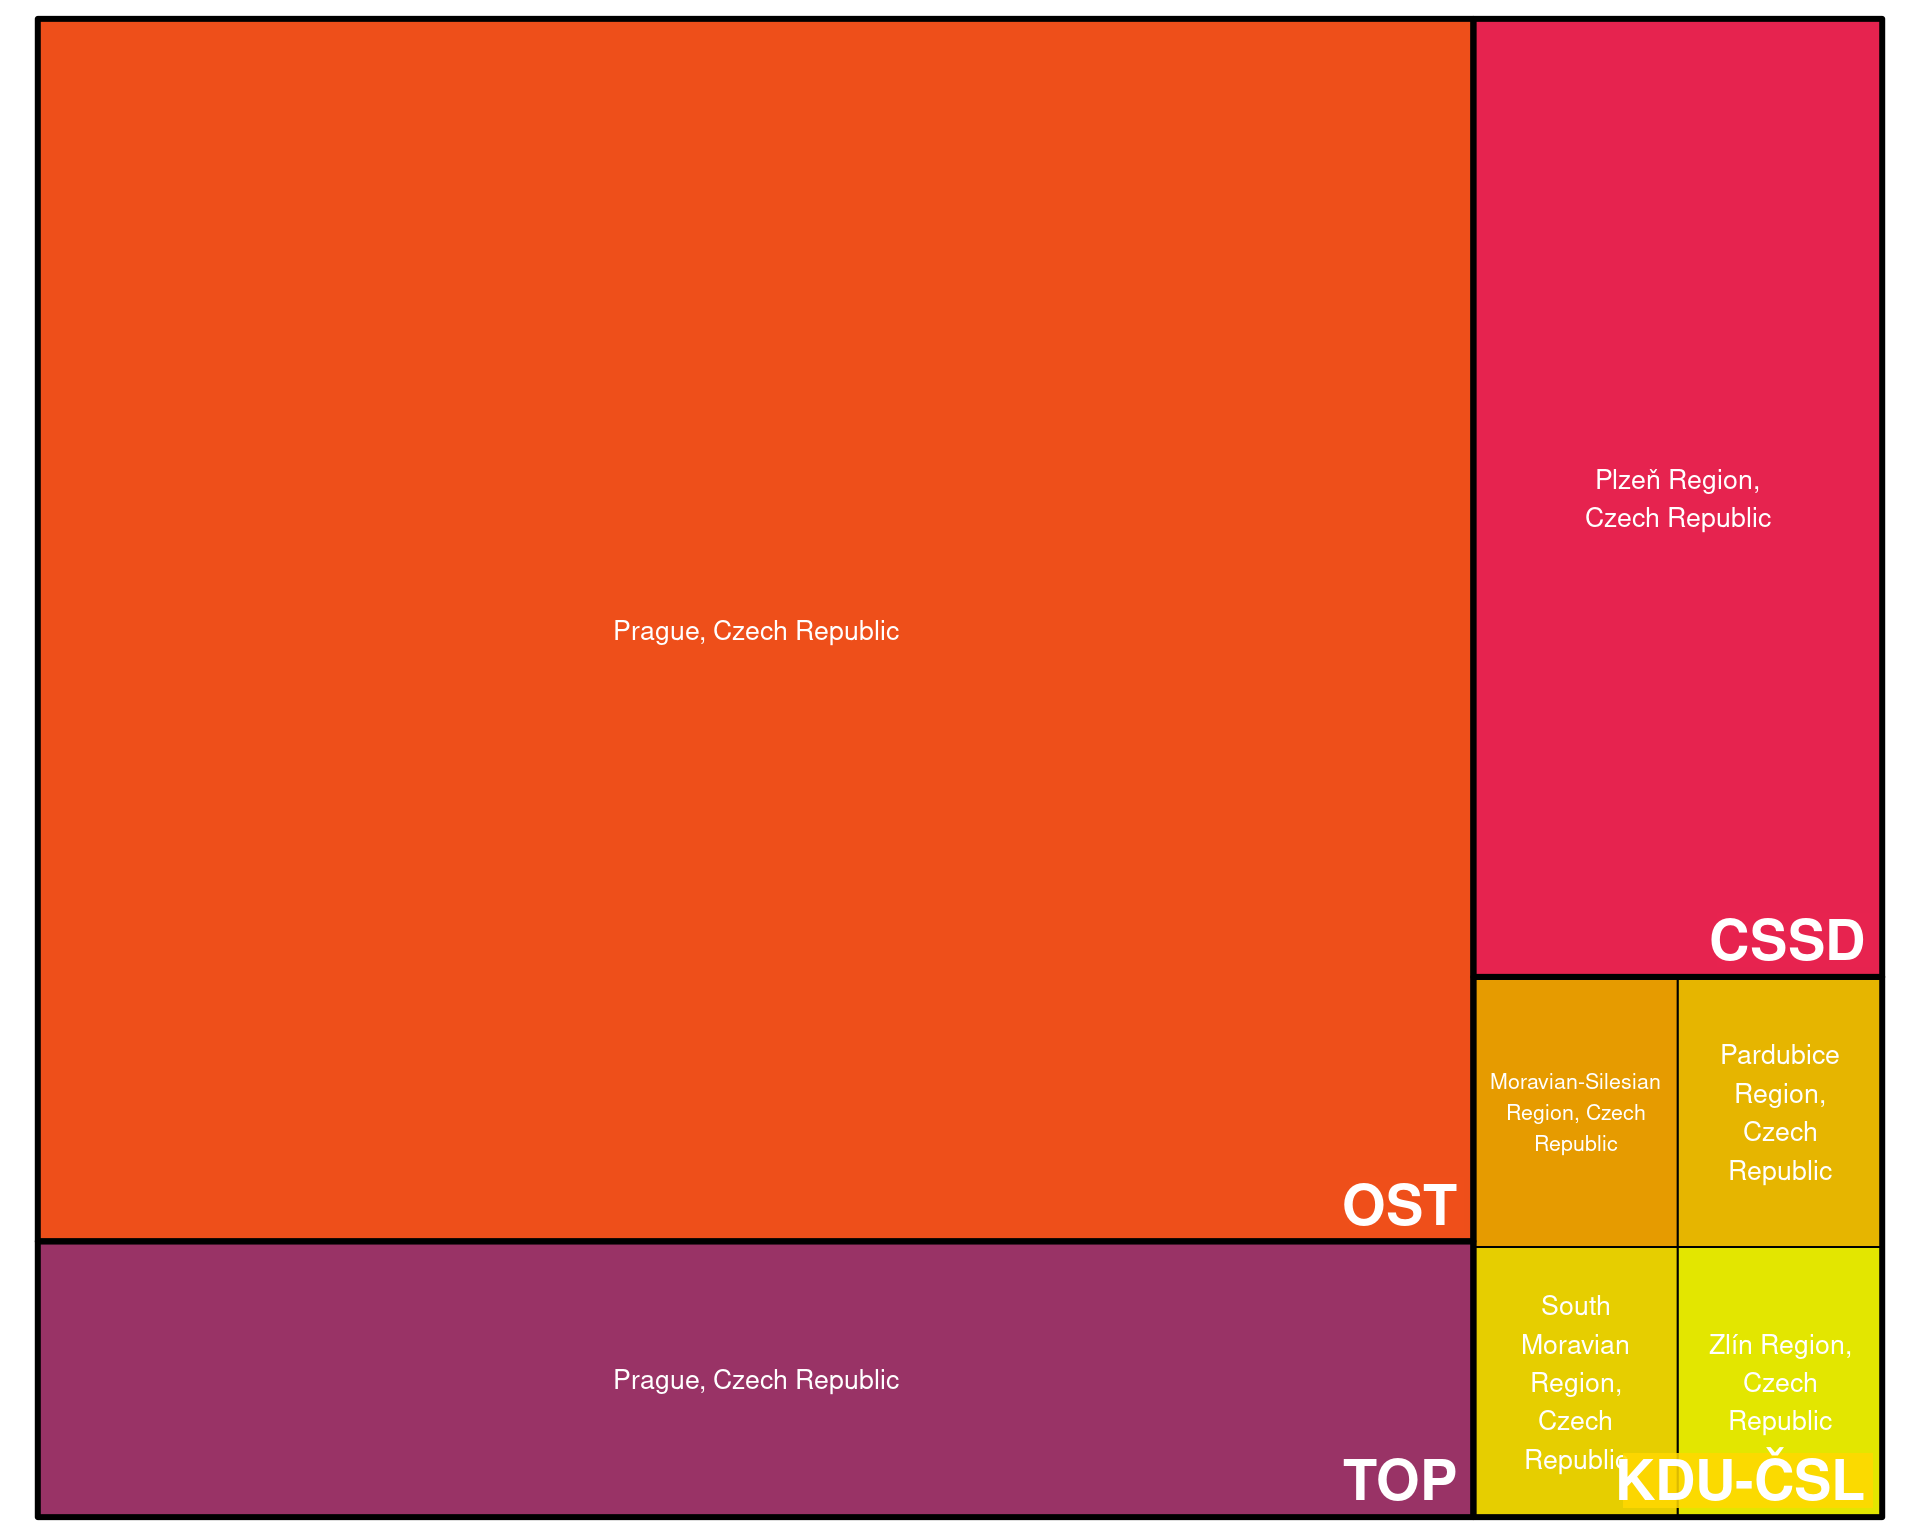 Prague, Czech Republic
OST
Prague, Czech Republic
TOP
Plzeň Region,
Czech Republic
CSSD
Moravian-Silesian
Region, Czech
Republic
Pardubice
Region,
Czech
Republic
South
Moravian
Region,
Czech
Republic
Zlín Region,
Czech
Republic
KDU-ČSL